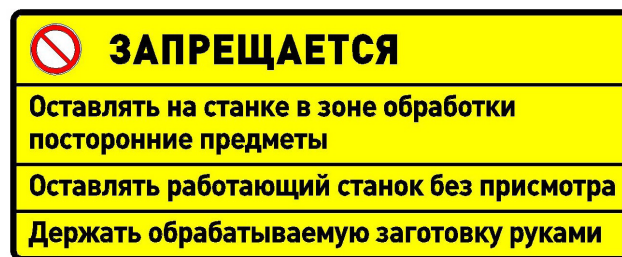 ЗАПРЕЩАЕТСЯ
Оставлять на станке в зоне обработки
посторонние предметы
Оставлять работающий станок без присмотра
Держать обрабатываемую заготовку руками